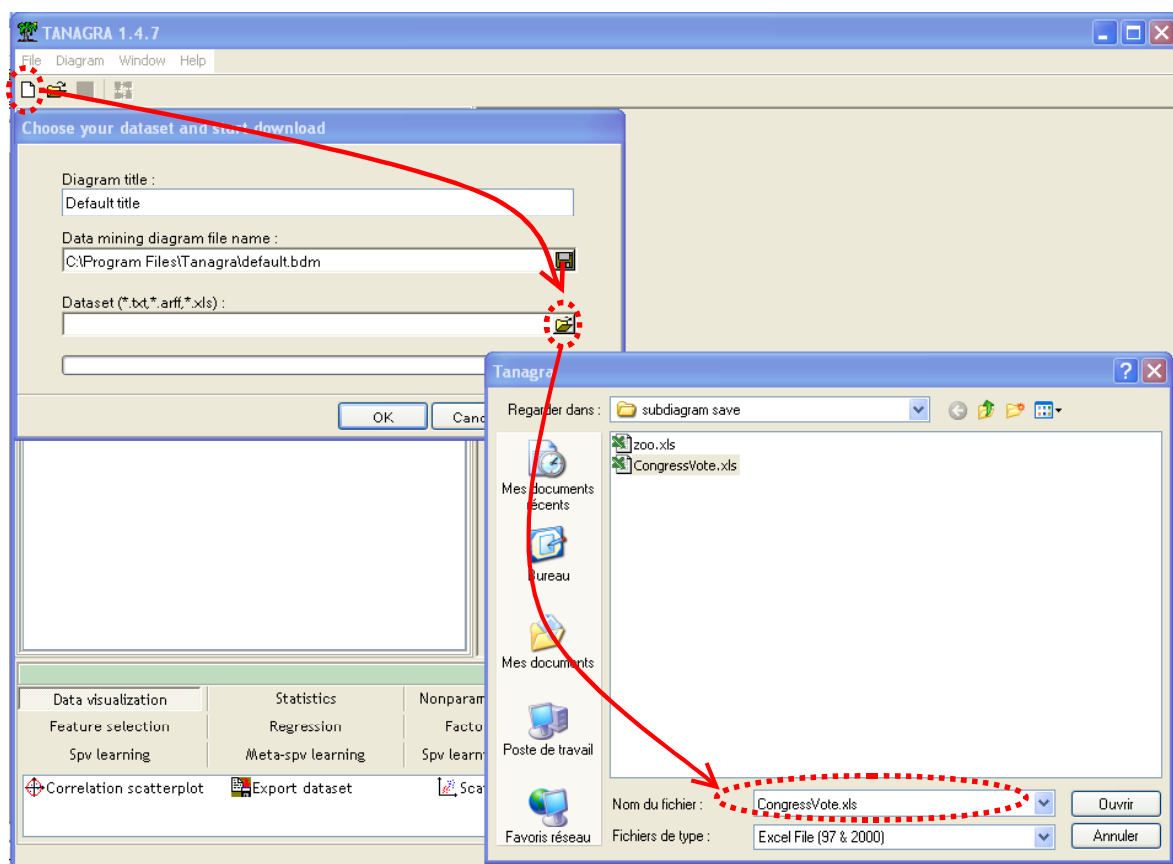 TANAGRA 1.4.7
File Diagram Window Help
Choose your dataset and start download
Diagram title :
Default title
Data mining diagram file name :
C:\Program Files\Tanagra\default.bdm
Dataset (*.txt,*.arff,*.xls) :
OK
Tanagra
Regarder dans : subdiagram save
zoo.xls
CongressVote.xls
Mes documents
récents
Bureau
Mes documents
Poste de travail
Favoris réseau
Nom du fichier : CongressVote.xls Ouvrir
Fichiers de type : Excel File (97 & 2000) Annuler
Data visualization Statistics
Feature selection Regression
Spv learning Meta-spv learning Spv
Correlation scatterplot Export dataset